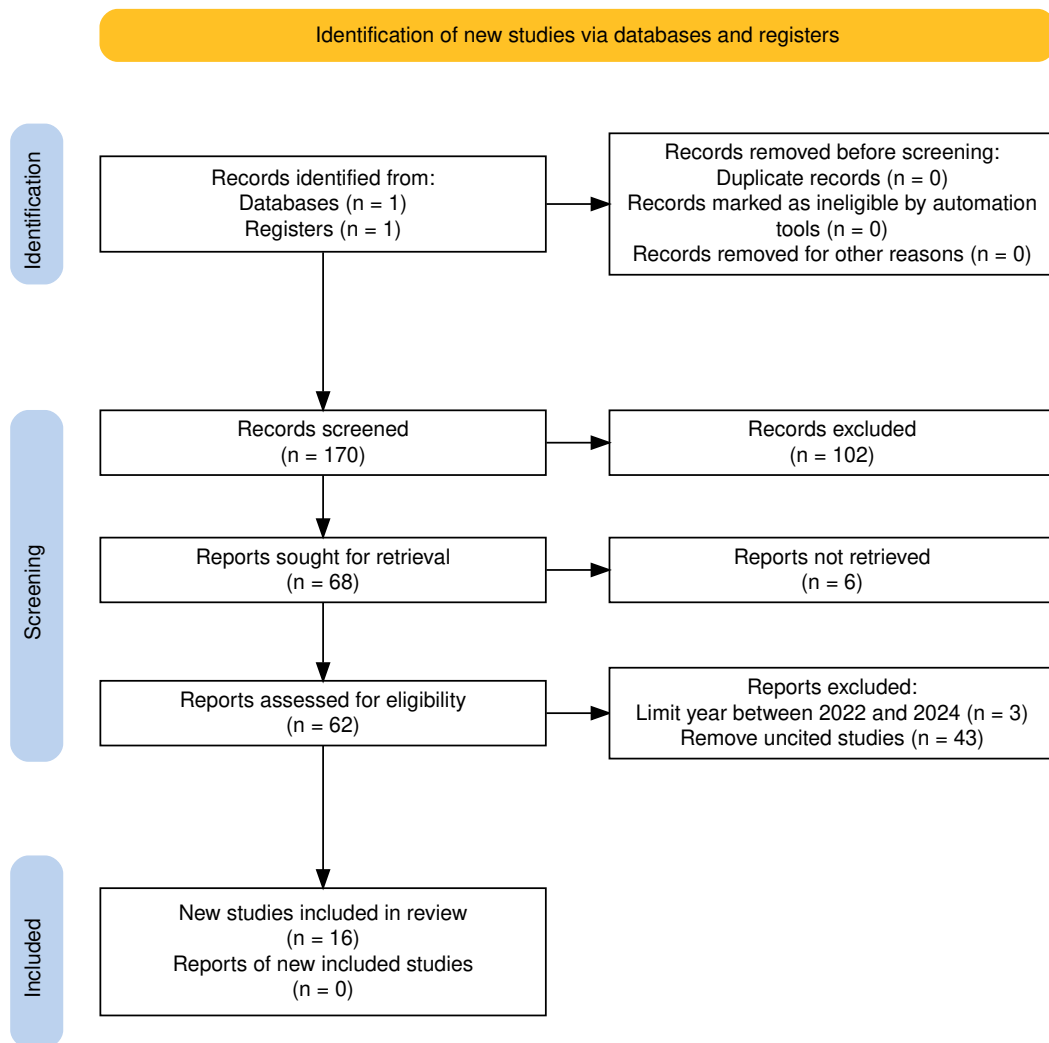 Identification of new studies via databases and registers
Identification
Records identified from:
Databases (n = 1)
Registers (n = 1)
Records removed before screening:
Duplicate records (n = 0)
Records marked as ineligible by automation
tools (n = 0)
Records removed for other reasons (n = 0)
Screening
Records screened
(n = 170)
Records excluded
(n = 102)
Reports sought for retrieval
(n = 68)
Reports not retrieved
(n = 6)
Reports assessed for eligibility
(n = 62)
Reports excluded:
Limit year between 2022 and 2024 (n = 3)
Remove uncited studies (n = 43)
Included
New studies included in review
(n = 16)
Reports of new included studies
(n = 0)